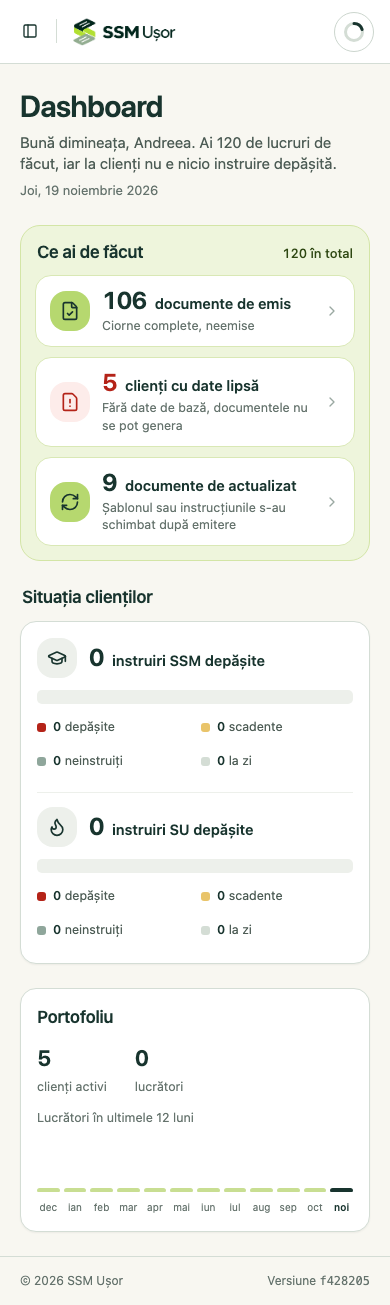 SSM Ușor
Dashboard
Bună dimineața, Andreea. Ai 120 de lucruri de
făcut, iar la clienți nu e nicio instruire depășită.
Joi, 19 noiembrie 2026
Ce ai de făcut
120 în total
106 documente de emis
Ciorne complete, neemise
5 clienți cu date lipsă
Fără date de bază, documentele nu
se pot genera
9 documente de actualizat
Șablonul sau instrucțiunile s-au
schimbat după emitere
Situația clienților
0 instruiri SSM depășite
0 depășite
0 scadente
0 neinstruiți
0 la zi
0 instruiri SU depășite
0 depășite
0 scadente
0 neinstruiți
0 la zi
Portofoliu
5
0
clienți activi
lucrători
Lucrători în ultimele 12 luni
dec ian feb mar apr mai iun iul aug sep oct noi
© 2026 SSM Ușor
Versiune f428205